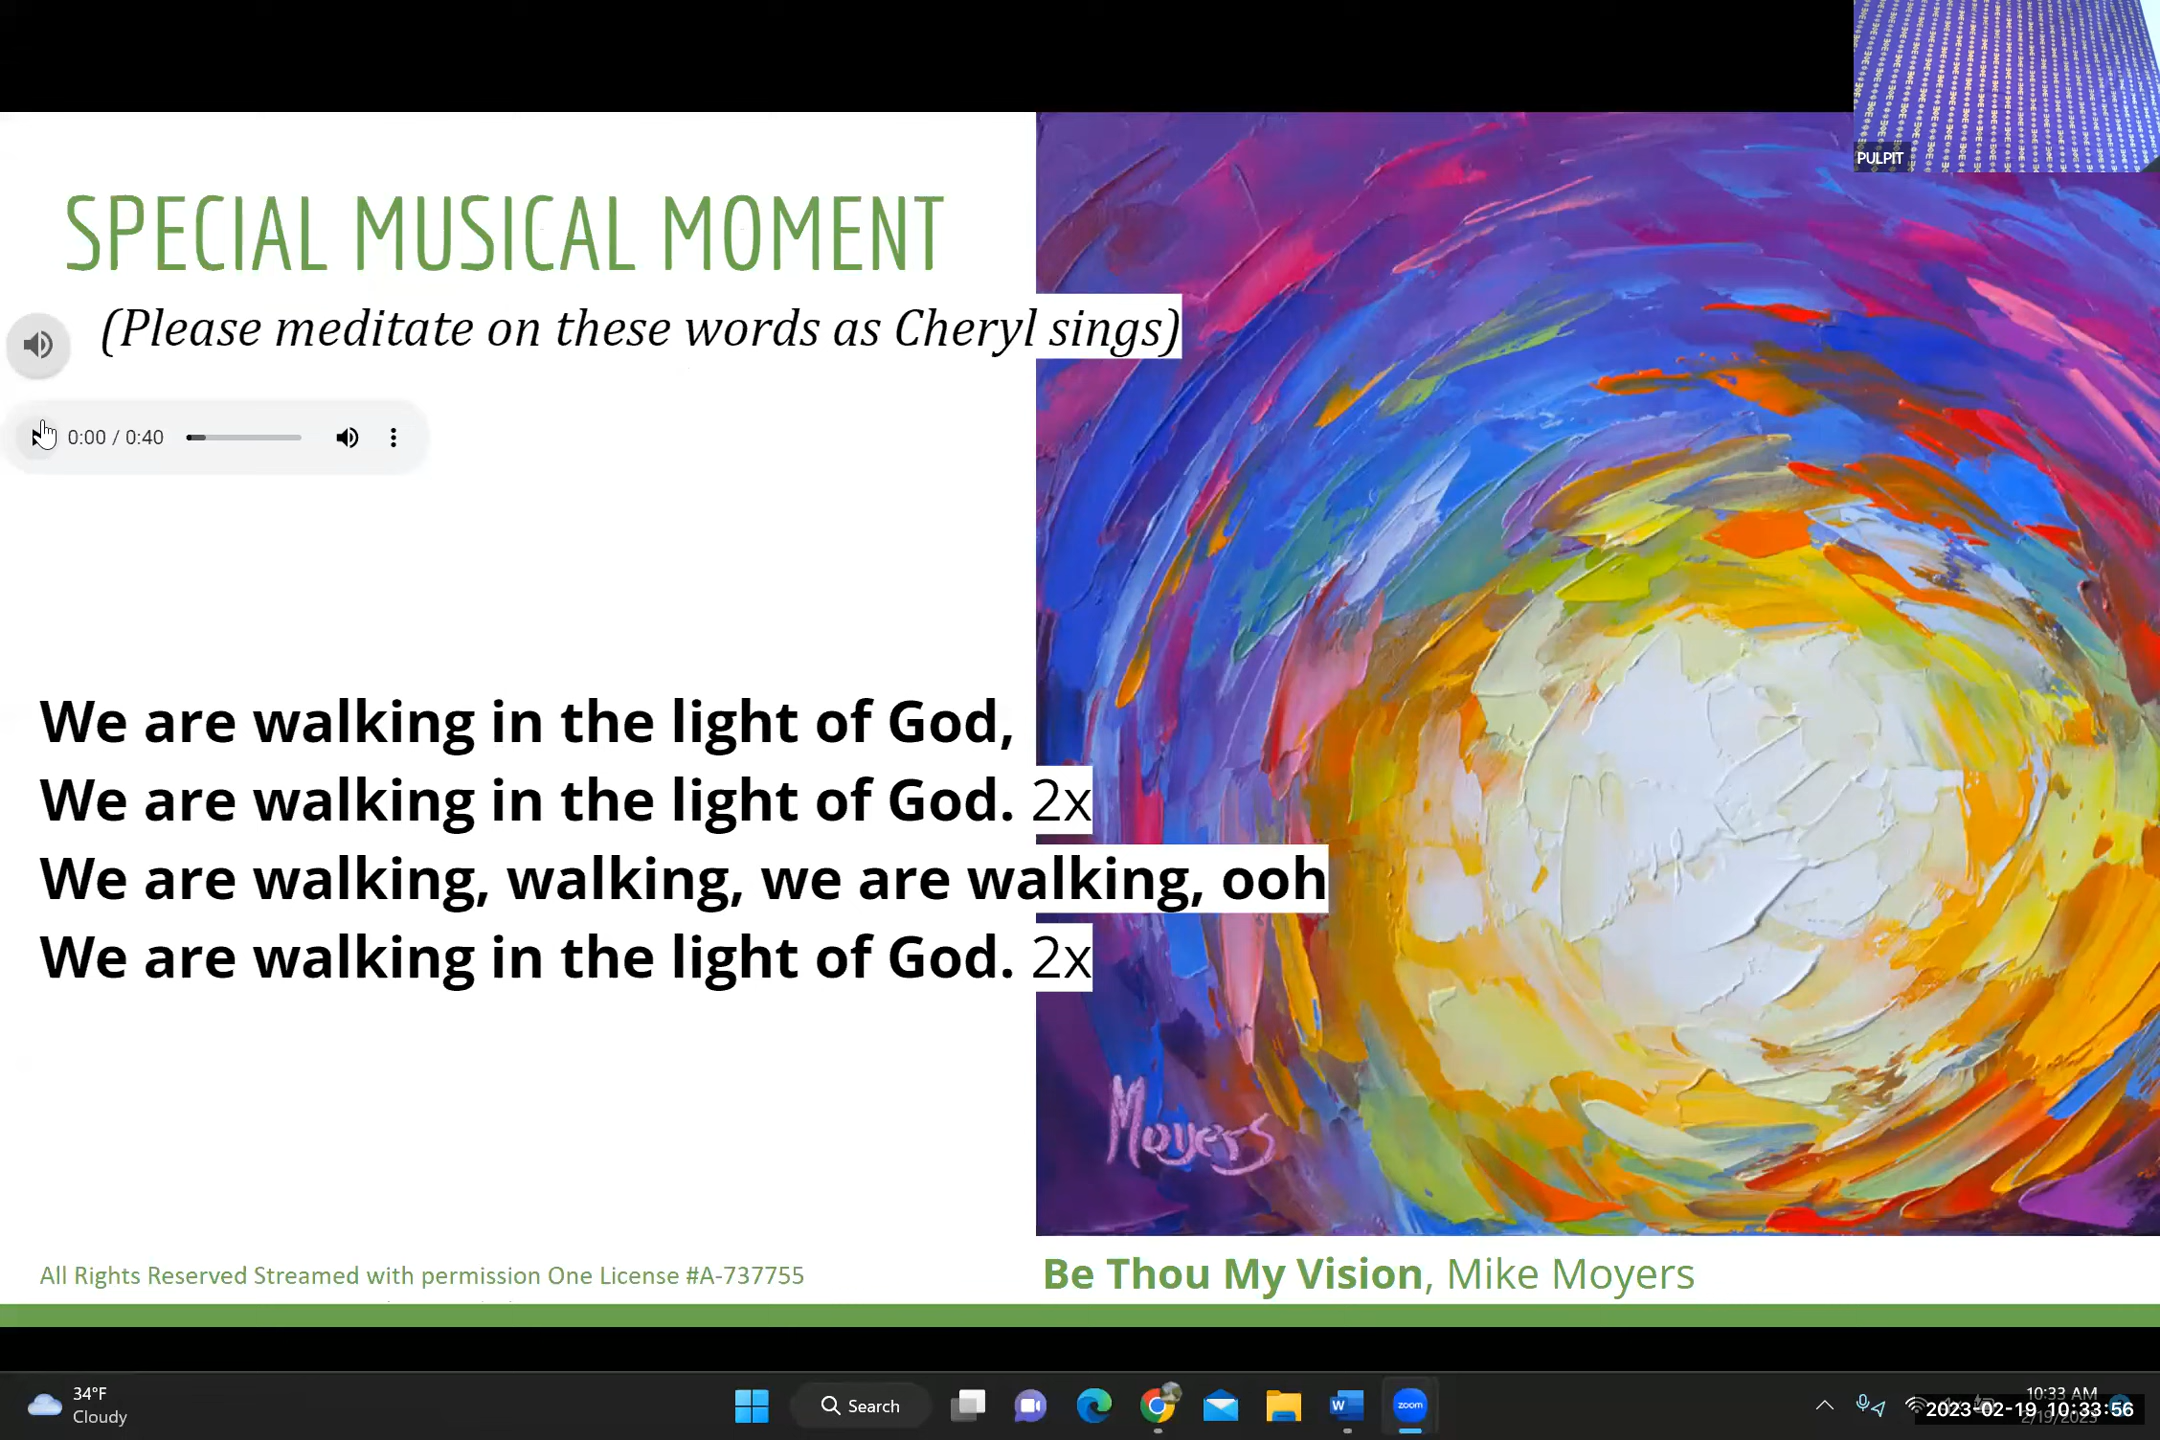 PULPIT
SPECIAL MUSICAL MOMENT
(Please meditate on these words as Cheryl sings)
0:00 / 0:40
We are walking in the light of God,
We are walking in the light of God. 2x
We are walking, walking, we are walking, ooh
We are walking in the light of God. 2x
Moyers
All Rights Reserved Streamed with permission One License #A-737755
Be Thou My Vision, Mike Moyers
34°F
Cloudy
Search
W
zoom
10:33 AM
2023-02-19 10:33:56
2/19/2023